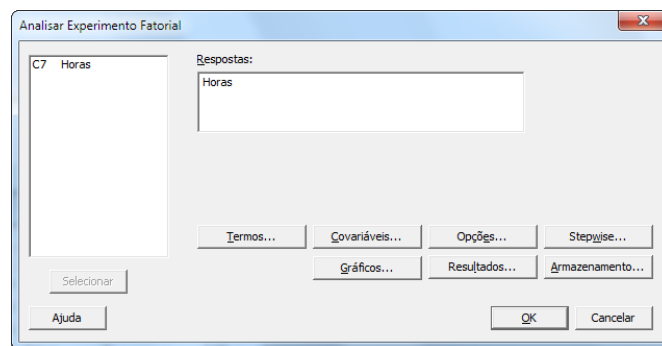 Analisar Experimento Fatorial
C7 Horas
Respostas:
Horas
Termos... Covariáveis... Opções... Stepwise...
Gráficos... Resultados... Armazenamento...
Selecionar
Ajuda OK Cancelar